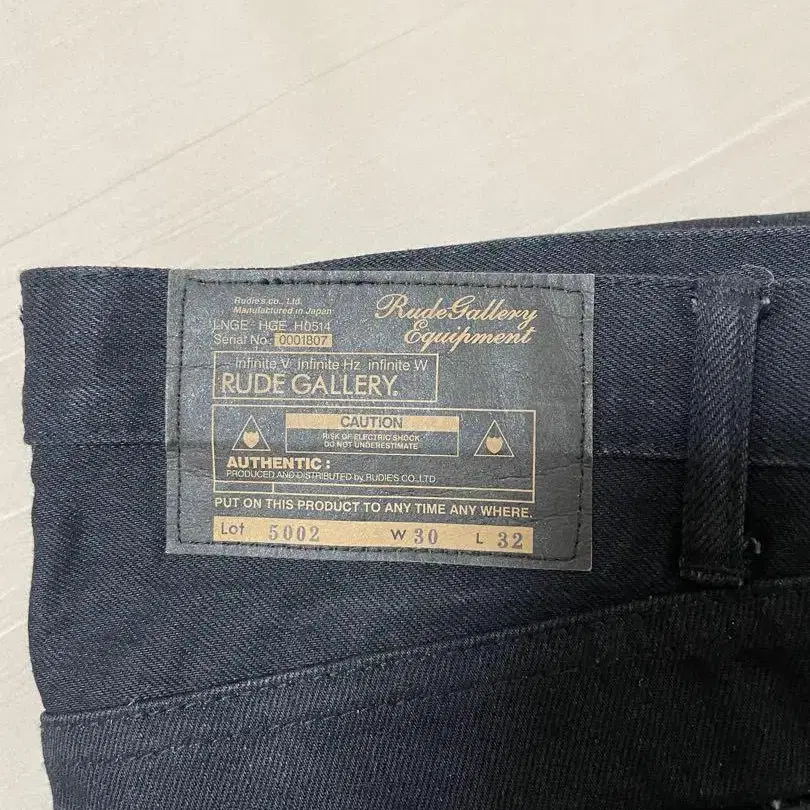 Rudie's co., Ltd.
Manufactured in Japan
LNGE HGE H0514
Serial No. 0001807
RudeGallery
Equipment
infinite V infinite Hz infinite W
RUDE GALLERY.
CAUTION
RISK OF ELECTRIC SHOCK
DO NOT UNDERESTIMATE
AUTHENTIC :
PRODUCED AND DISTRIBUTED by RUDIE'S CO., LTD
PUT ON THIS PRODUCT TO ANY TIME ANY WHERE.
Lot 5002 W 30 L 32